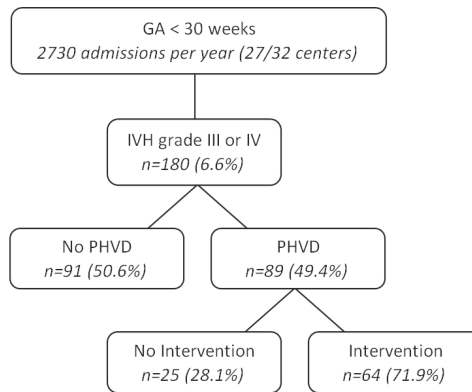 GA < 30 weeks
2730 admissions per year (27/32 centers)
IVH grade III or IV
n=180 (6.6%)
No PHVD
n=91 (50.6%)
PHVD
n=89 (49.4%)
No Intervention
n=25 (28.1%)
Intervention
n=64 (71.9%)